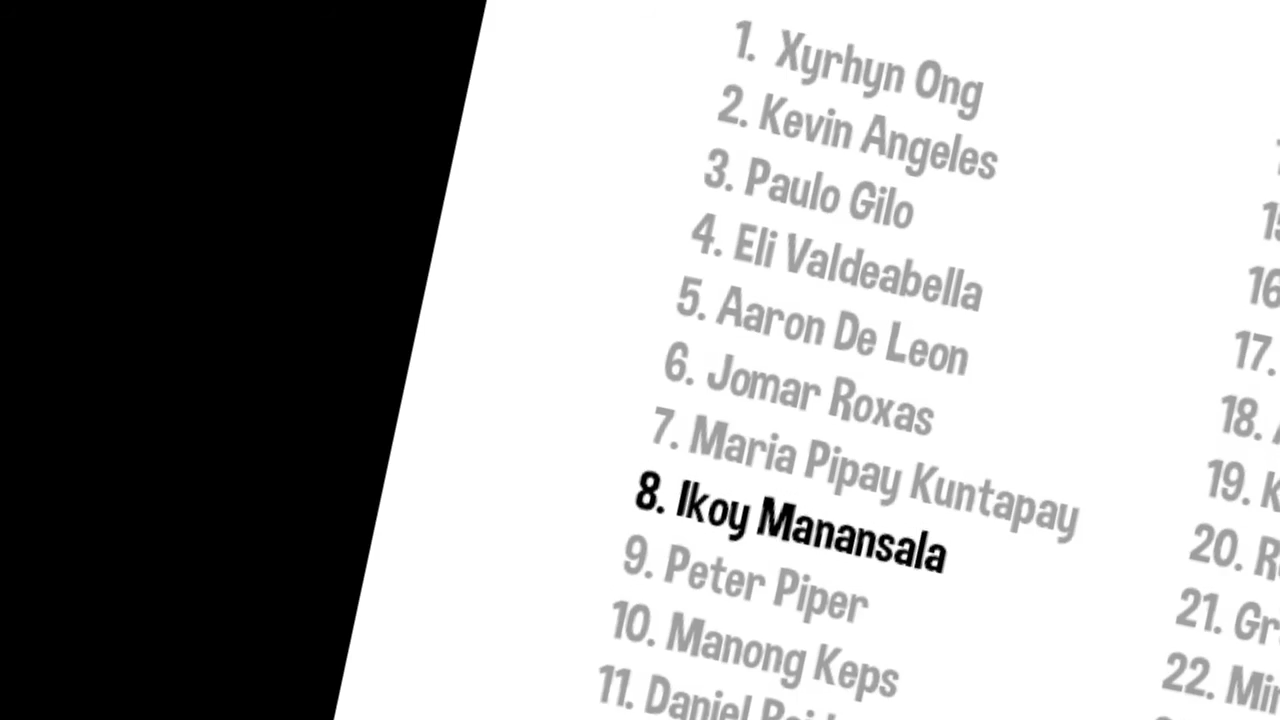 1. Xyrhyn Ong
2. Kevin Angeles
3. Paulo Gilo
4. Eli Valdeabella
5. Aaron De Leon
6. Jomar Roxas
7. Maria Pipay Kuntapay
8. Ikoy Manansala
9. Peter Piper
10. Manong Keps
11. Daniel
16
17.
18.
19.
20.
21.
22.